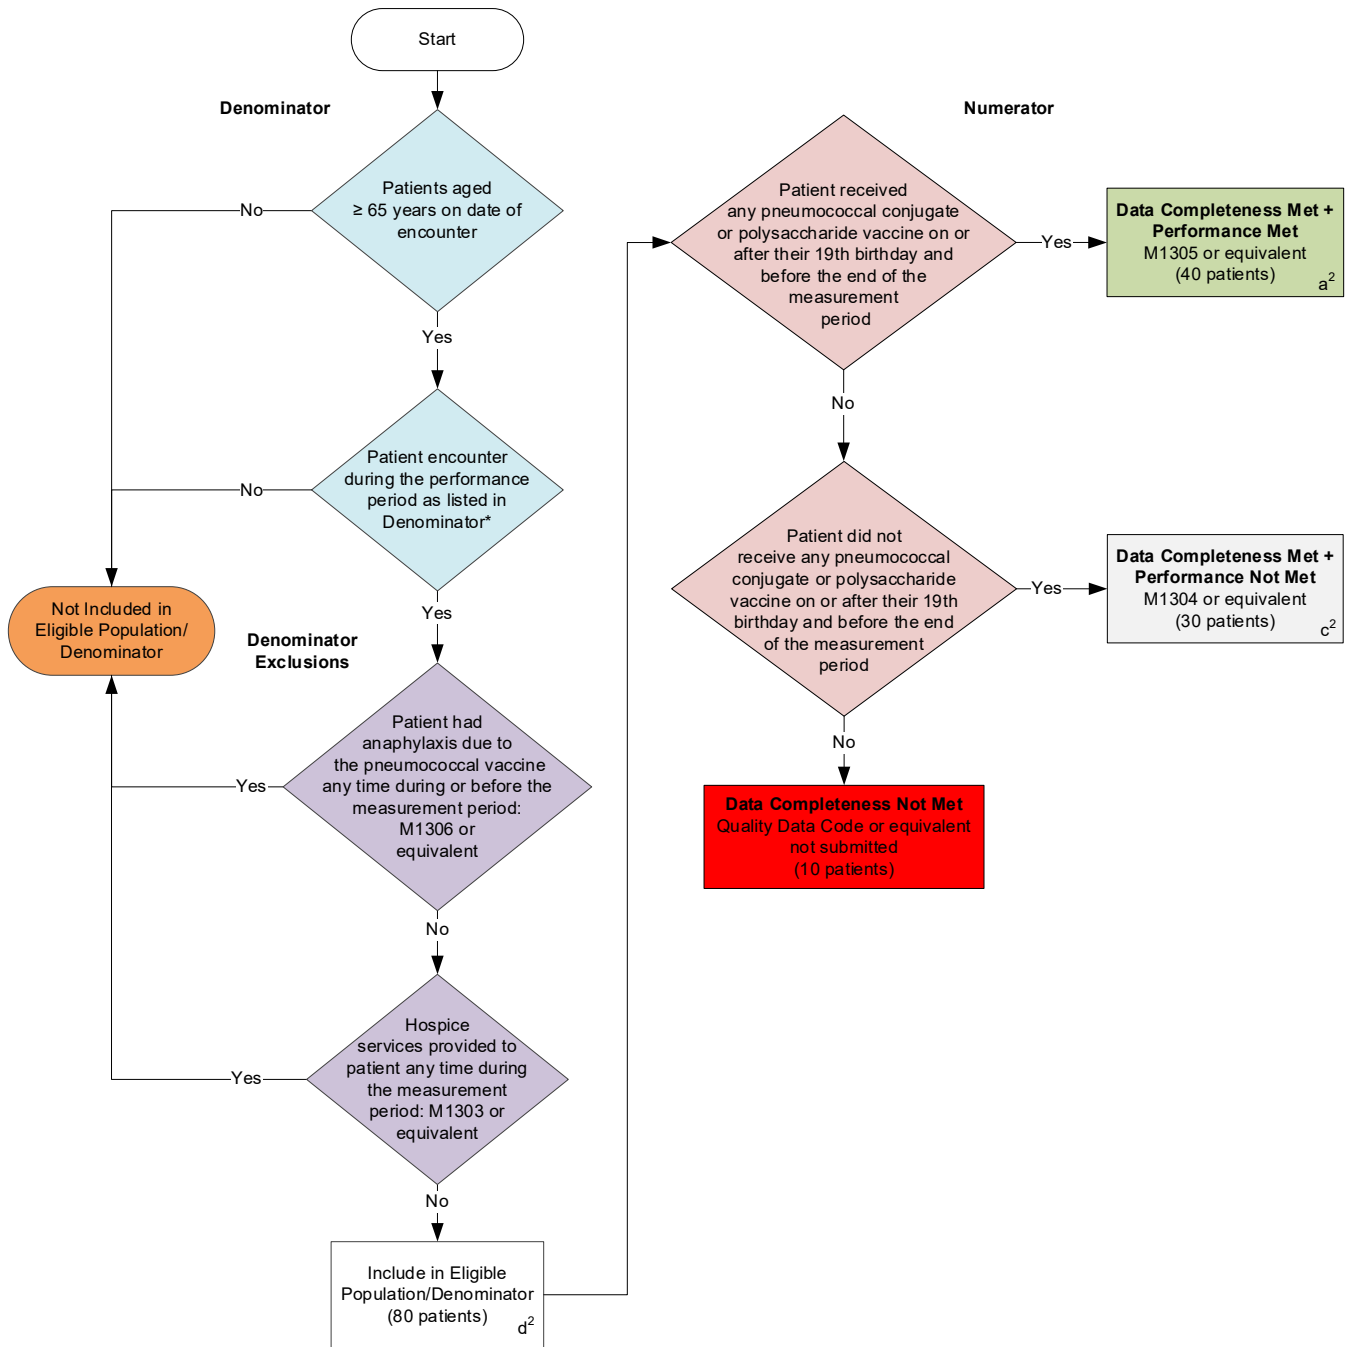 Start
Denominator
Patients aged
≥ 65 years on date of
encounter
No
Yes
Patient encounter
during the performance
period as listed in
Denominator*
No
Yes
Not Included in
Eligible Population/
Denominator
Denominator
Exclusions
Patient had
anaphylaxis due to
the pneumococcal vaccine
any time during or before the
measurement period:
M1306 or
equivalent
Yes
No
Hospice
services provided to
patient any time during
the measurement
period: M1303 or
equivalent
Yes
No
Include in Eligible
Population/Denominator
(80 patients)
d²
Numerator
Patient received
any pneumococcal conjugate
or polysaccharide vaccine on or
after their 19th birthday and
before the end of the
measurement
period
Yes
Data Completeness Met +
Performance Met
M1305 or equivalent
(40 patients)
a²
No
Patient did not
receive any pneumococcal
conjugate or polysaccharide
vaccine on or after their 19th
birthday and before the end
of the measurement
period
Yes
Data Completeness Met +
Performance Not Met
M1304 or equivalent
(30 patients)
c²
No
Data Completeness Not Met
Quality Data Code or equivalent
not submitted
(10 patients)